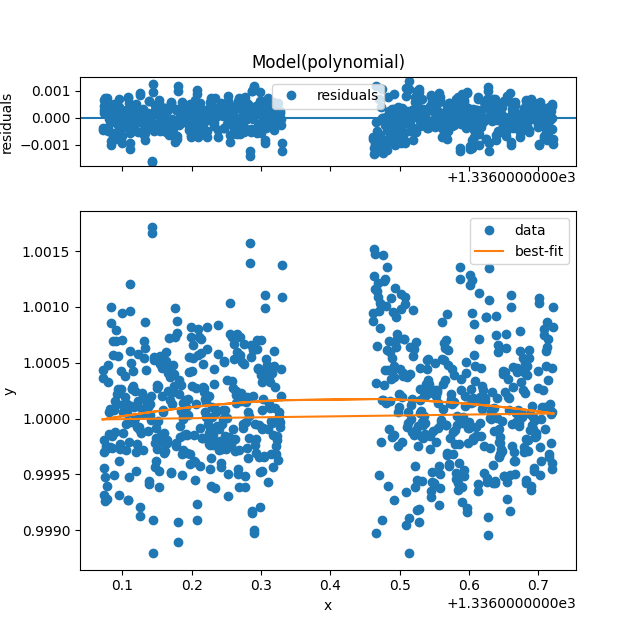 Model(polynomial)
residuals
0.001
0.000
−0.001
residuals
+1.3360000000e3
data
best-fit
y
1.0015
1.0010
1.0005
1.0000
0.9995
0.9990
0.1 0.2 0.3 0.4 0.5 0.6 0.7
x
+1.3360000000e3